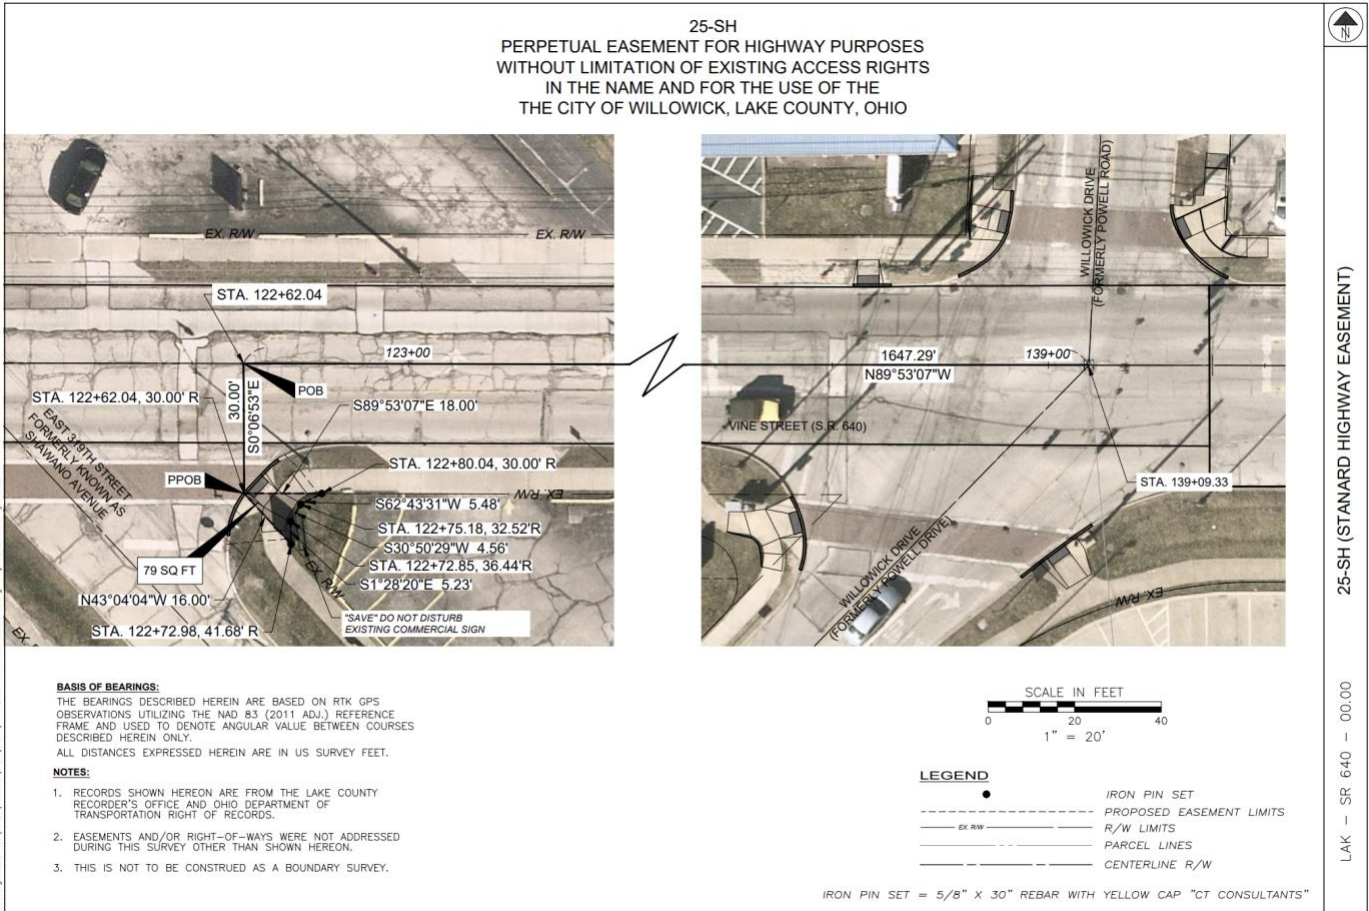 25-SH
PERPETUAL EASEMENT FOR HIGHWAY PURPOSES
WITHOUT LIMITATION OF EXISTING ACCESS RIGHTS
IN THE NAME AND FOR THE USE OF THE
THE CITY OF WILLOWICK, LAKE COUNTY, OHIO
N
EX. R/W
EX. R/W
STA. 122+62.04
123+00
POB
STA. 122+62.04, 30.00' R
30.00'
S0°06'53"E
S89°53'07"E 18.00'
EAST 319TH STREET
FORMERLY KNOWN AS
SHAWANO AVENUE
PPOB
STA. 122+80.04, 30.00' R
EX. R/W
S62°43'31"W 5.48'
STA. 122+75.18, 32.52'R
S30°50'29"W 4.56'
STA. 122+72.85, 36.44'R
S1°28'20"E 5.23'
79 SQ FT
EX. R/W
N43°04'04"W 16.00'
STA. 122+72.98, 41.68' R
"SAVE" DO NOT DISTURB
EXISTING COMMERCIAL SIGN
EX.
WILLOWICK DRIVE
(FORMERLY POWELL ROAD)
1647.29'
N89°53'07"W
139+00
VINE STREET (S.R. 640)
STA. 139+09.33
WILLOWICK DRIVE
(FORMERLY POWELL DRIVE)
EX. R/W
25-SH (STANARD HIGHWAY EASEMENT)
LAK – SR 640 – 00.00
BASIS OF BEARINGS:
THE BEARINGS DESCRIBED HEREIN ARE BASED ON RTK GPS
OBSERVATIONS UTILIZING THE NAD 83 (2011 ADJ.) REFERENCE
FRAME AND USED TO DENOTE ANGULAR VALUE BETWEEN COURSES
DESCRIBED HEREIN ONLY.
ALL DISTANCES EXPRESSED HEREIN ARE IN US SURVEY FEET.
NOTES:
1. RECORDS SHOWN HEREON ARE FROM THE LAKE COUNTY
RECORDER'S OFFICE AND OHIO DEPARTMENT OF
TRANSPORTATION RIGHT OF RECORDS.
2. EASEMENTS AND/OR RIGHT-OF-WAYS WERE NOT ADDRESSED
DURING THIS SURVEY OTHER THAN SHOWN HEREON.
3. THIS IS NOT TO BE CONSTRUED AS A BOUNDARY SURVEY.
SCALE IN FEET
0 20 40
1" = 20'
LEGEND
IRON PIN SET
PROPOSED EASEMENT LIMITS
EX. R/W R/W LIMITS
PARCEL LINES
CENTERLINE R/W
IRON PIN SET = 5/8" X 30" REBAR WITH YELLOW CAP "CT CONSULTANTS"